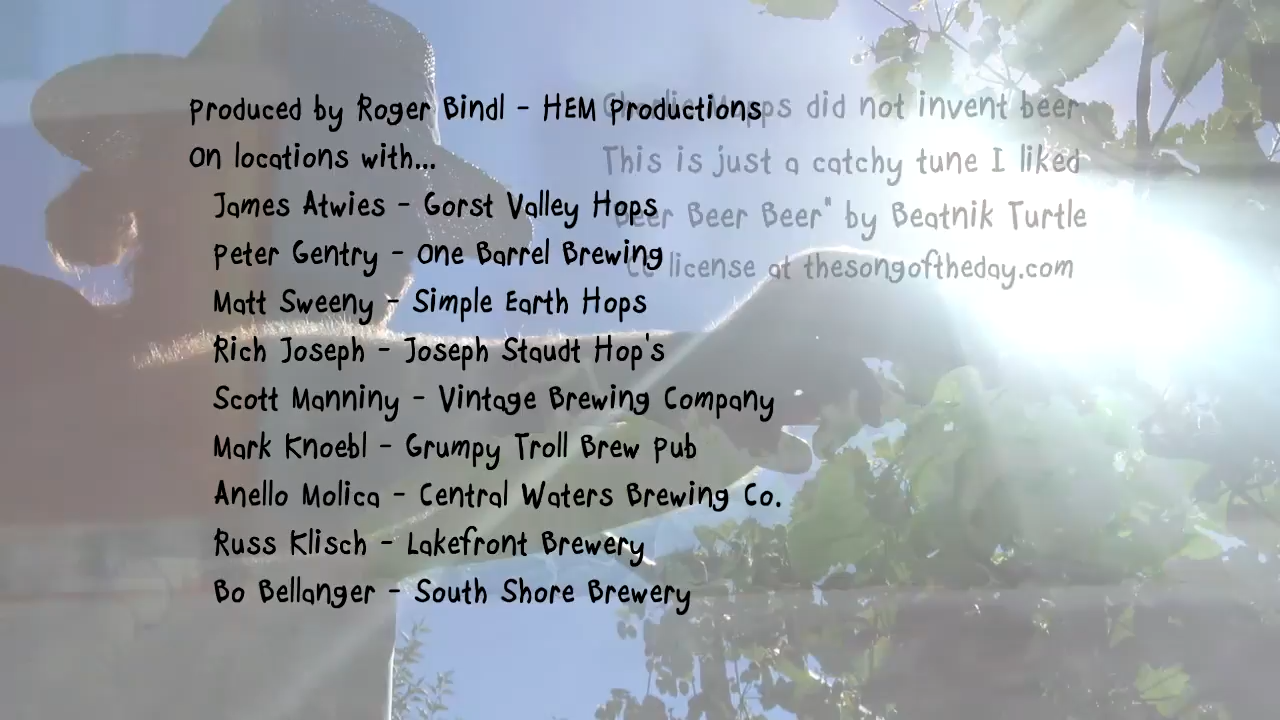 Produced by Roger Bindl - HEM Productions
On locations with...
James Atwies - Gorst Valley Hops
Peter Gentry - One Barrel Brewing
Matt Sweeny - Simple Earth Hops
Rich Joseph - Joseph Staudt Hop's
Scott Manniny - Vintage Brewing Company
Mark Knoebl - Grumpy Troll Brew Pub
Anello Molica - Central Waters Brewing Co.
Russ Klisch - Lakefront Brewery
Bo Bellanger - South Shore Brewery
did not invent beer
This is just a catchy tune I liked
Beer Beer" by Beatnik Turtle
license at thesongoftheday.com